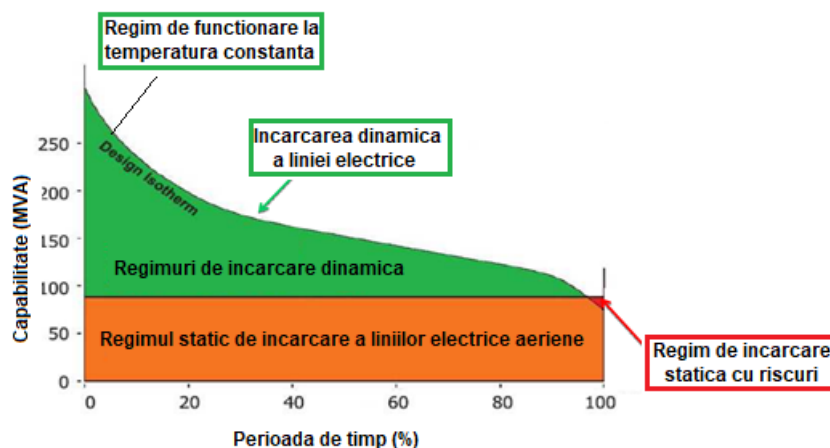 Regim de functionare la
temperatura constanta
Incarcarea dinamica
a liniei electrice
Design Isotherm
Regimuri de incarcare dinamica
Regimul static de incarcare a liniilor electrice aeriene
Regim de incarcare
statica cu riscuri
Capabilitate (MVA)
250
200
150
100
50
0
0
20
40
60
80
100
Perioada de timp (%)